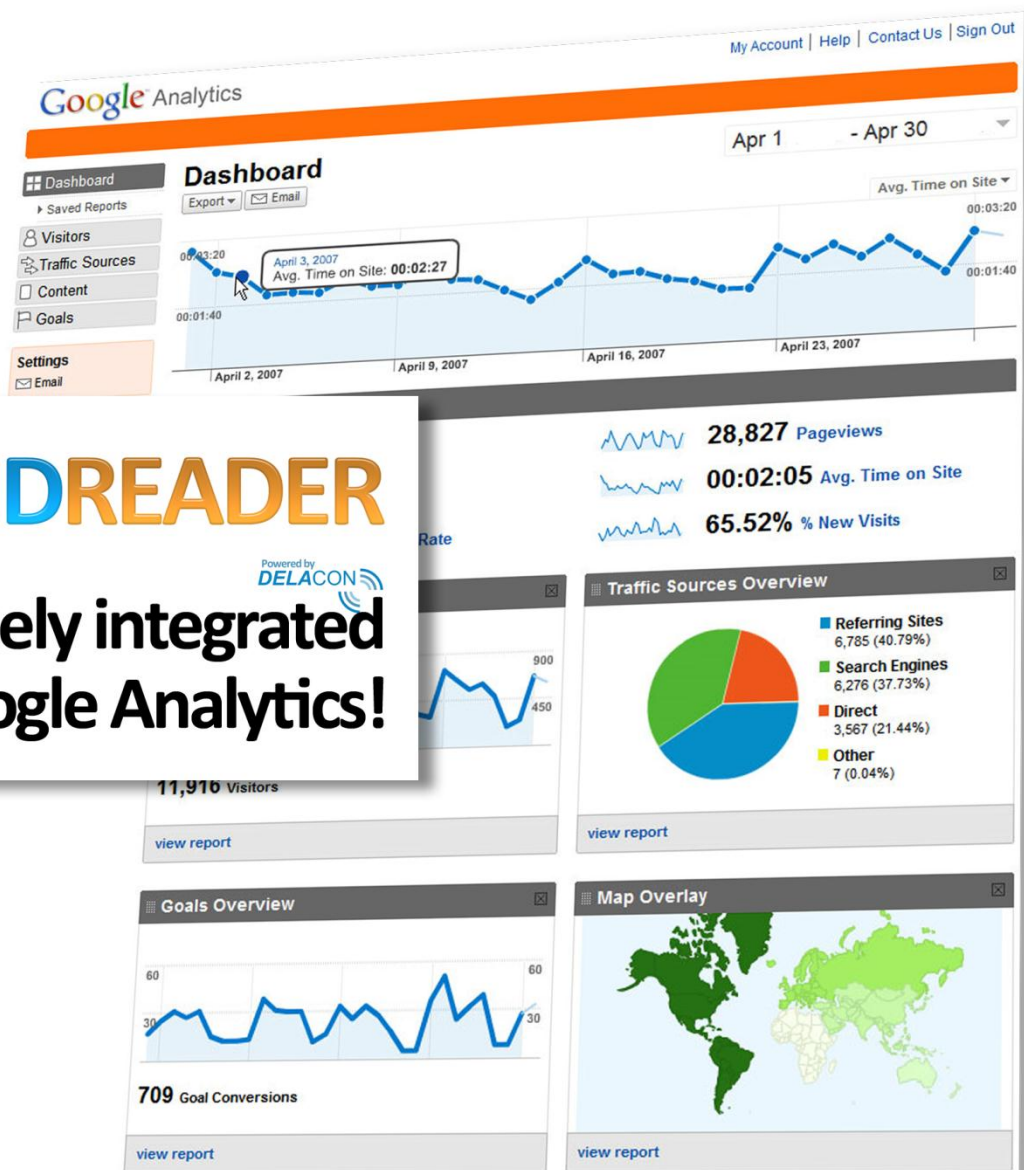 My Account | Help | Contact Us | Sign Out
Google Analytics
Apr 1 - Apr 30
Dashboard
Saved Reports
Visitors
Traffic Sources
Content
Goals
Settings
Email
Dashboard
Export Email
Avg. Time on Site
00:03:20 00:03:20
April 3, 2007
Avg. Time on Site: 00:02:27
00:01:40 00:01:40
April 2, 2007 April 9, 2007 April 16, 2007 April 23, 2007
28,827 Pageviews
00:02:05 Avg. Time on Site
65.52% % New Visits
Rate
DREADER
Powered by
DELACON
ely integrated
ogle Analytics!
900
450
11,916 Visitors
view report
Traffic Sources Overview
Referring Sites
6,785 (40.79%)
Search Engines
6,276 (37.73%)
Direct
3,567 (21.44%)
Other
7 (0.04%)
view report
Goals Overview
60 60
30 30
709 Goal Conversions
view report
Map Overlay
view report